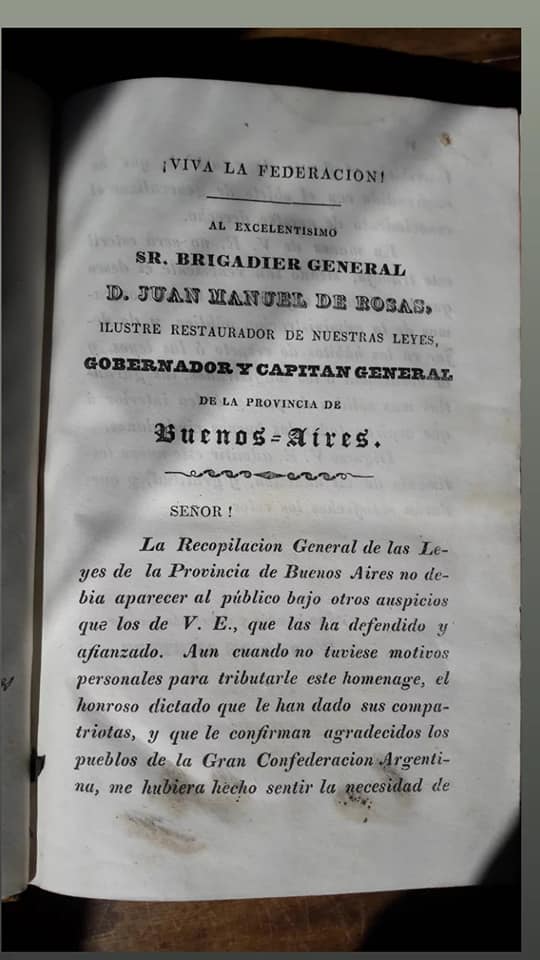 ¡VIVA LA FEDERACION!
AL EXCELENTISIMO
SR. BRIGADIER GENERAL
D. JUAN MANUEL DE ROSAS,
ILUSTRE RESTAURADOR DE NUESTRAS LEYES,
GOBERNADOR Y CAPITAN GENERAL
DE LA PROVINCIA DE
Buenos=Aires.
SEÑOR !
La Recopilacion General de las Le-
yes de la Provincia de Buenos Aires no de-
bia aparecer al público bajo otros auspicios
que los de V. E., que las ha defendido y
afianzado. Aun cuando no tuviese motivos
personales para tributarle este homenage, el
honroso dictado que le han dado sus compa-
triotas, y que le confirman agradecidos los
pueblos de la Gran Confederacion Argenti-
na, me hubiera hecho sentir la necesidad de